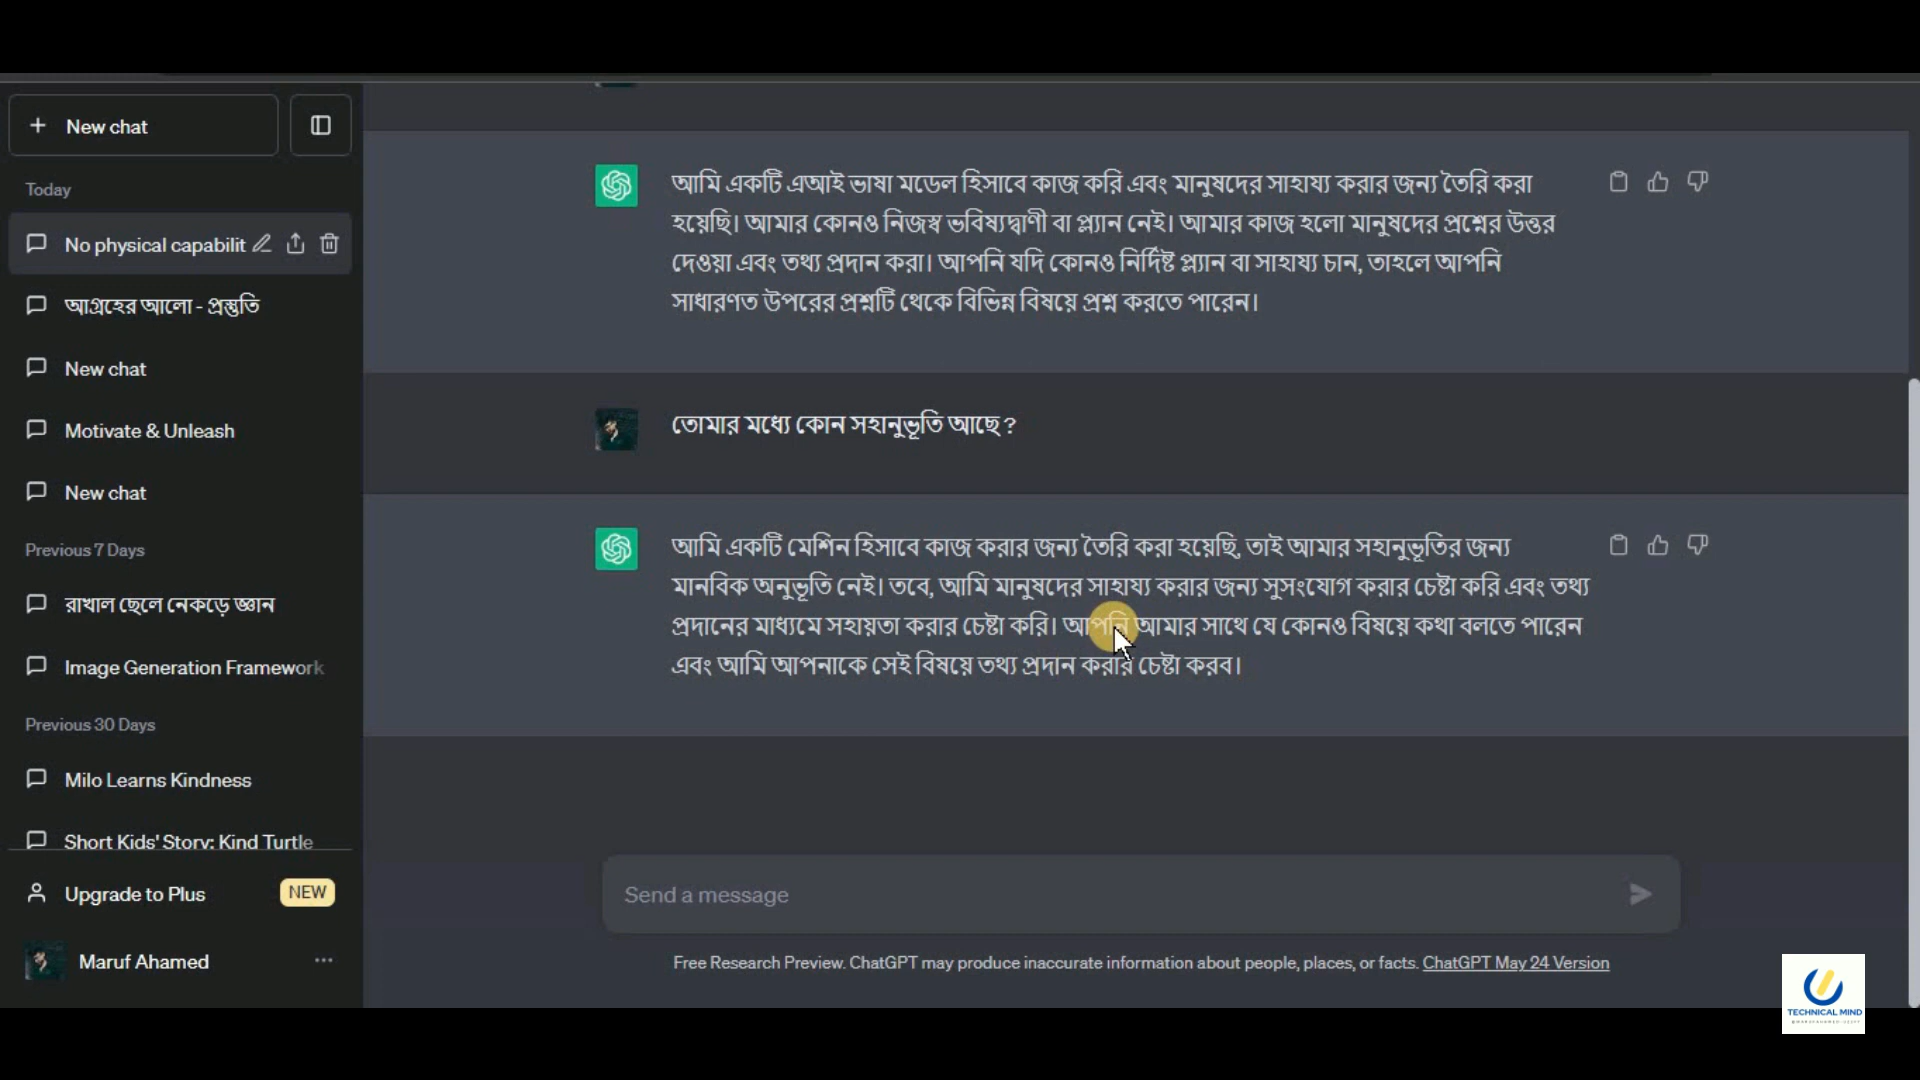 New chat
Today
No physical capabilit
আগ্রহের আলো - প্রস্তুতি
New chat
Motivate & Unleash
New chat
Previous 7 Days
রাখাল ছেলে নেকড়ে জ্ঞান
Image Generation Framework
Previous 30 Days
Milo Learns Kindness
Short Kids' Story: Kind Turtle
Upgrade to Plus NEW
Maruf Ahamed
আমি একটি এআই ভাষা মডেল হিসাবে কাজ করি এবং মানুষদের সাহায্য করার জন্য তৈরি করা
হয়েছি। আমার কোনও নিজস্ব ভবিষ্যদ্বাণী বা প্ল্যান নেই। আমার কাজ হলো মানুষদের প্রশ্নের উত্তর
দেওয়া এবং তথ্য প্রদান করা। আপনি যদি কোনও নির্দিষ্ট প্ল্যান বা সাহায্য চান, তাহলে আপনি
সাধারণত উপরের প্রশ্নটি থেকে বিভিন্ন বিষয়ে প্রশ্ন করতে পারেন।
তোমার মধ্যে কোন সহানুভূতি আছে ?
আমি একটি মেশিন হিসাবে কাজ করার জন্য তৈরি করা হয়েছি, তাই আমার সহানুভূতির জন্য
মানবিক অনুভূতি নেই। তবে, আমি মানুষদের সাহায্য করার জন্য সুসংযোগ করার চেষ্টা করি এবং তথ্য
প্রদানের মাধ্যমে সহায়তা করার চেষ্টা করি। আপনি আমার সাথে যে কোনও বিষয়ে কথা বলতে পারেন
এবং আমি আপনাকে সেই বিষয়ে তথ্য প্রদান করার চেষ্টা করব।
Send a message
Free Research Preview. ChatGPT may produce inaccurate information about people, places, or facts. ChatGPT May 24 Version
TECHNICAL MIND